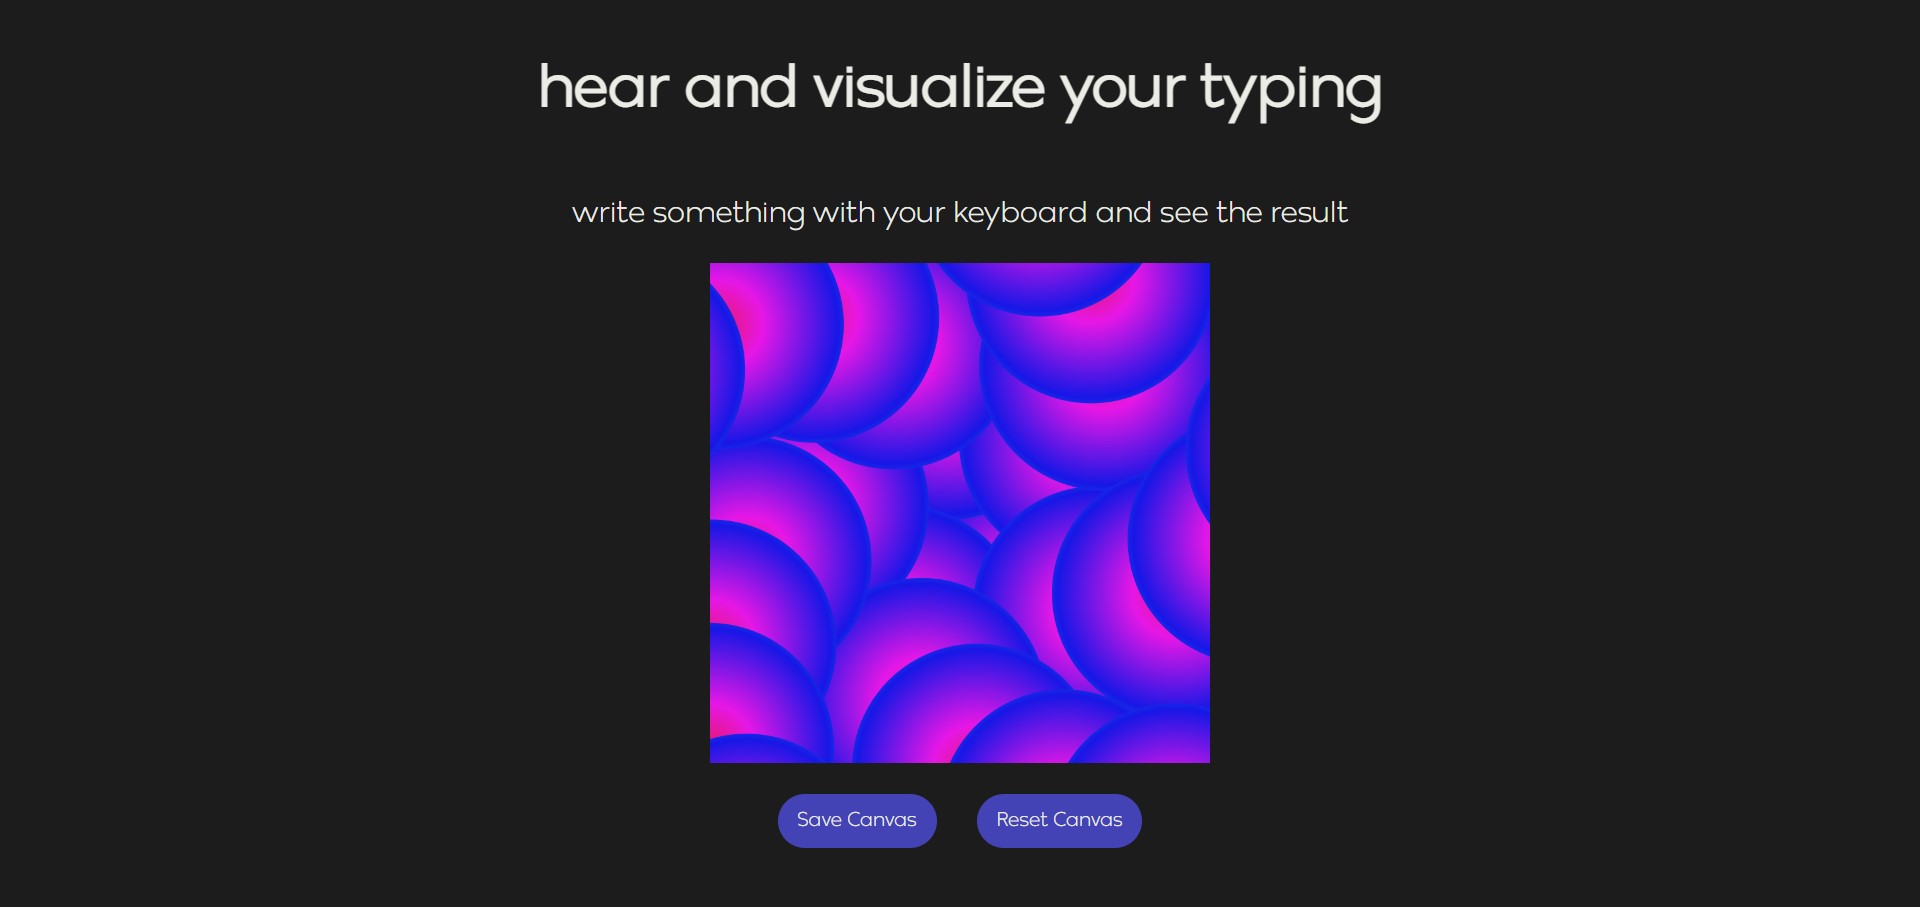 hear and visualize your typing
write something with your keyboard and see the result
Save Canvas
Reset Canvas